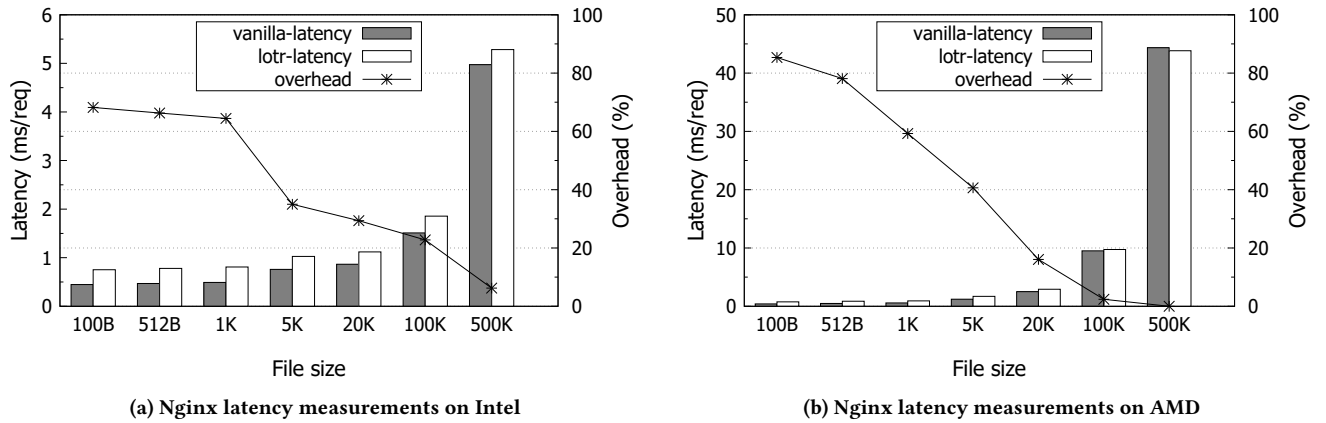 vanilla-latency
lotr-latency
overhead
Latency (ms/req)
6
5
4
3
2
1
0
Overhead (%)
100
80
60
40
20
0
100B 512B 1K 5K 20K 100K 500K
File size
(a) Nginx latency measurements on Intel
vanilla-latency
lotr-latency
overhead
Latency (ms/req)
50
40
30
20
10
0
Overhead (%)
100
80
60
40
20
0
100B 512B 1K 5K 20K 100K 500K
File size
(b) Nginx latency measurements on AMD